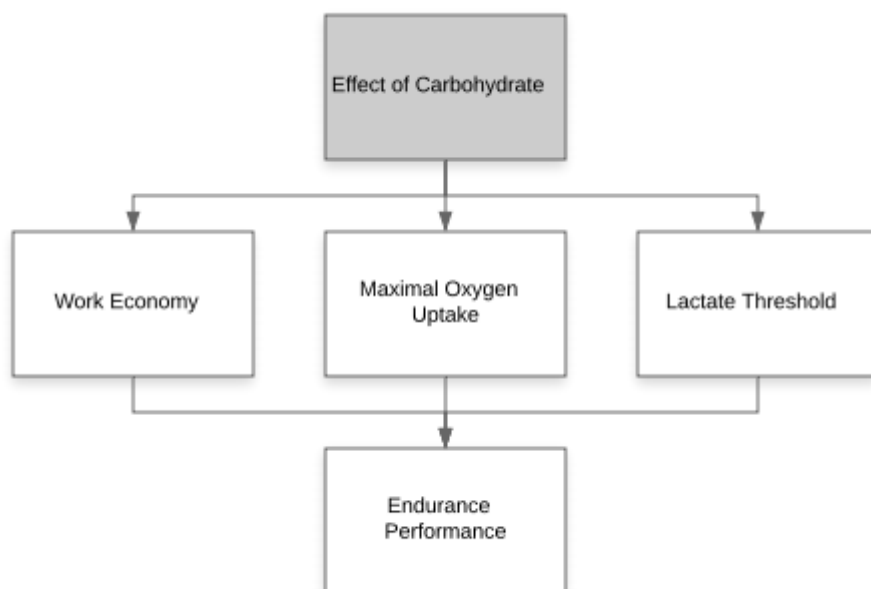 Effect of Carbohydrate
Work Economy
Maximal Oxygen
Uptake
Lactate Threshold
Endurance
Performance